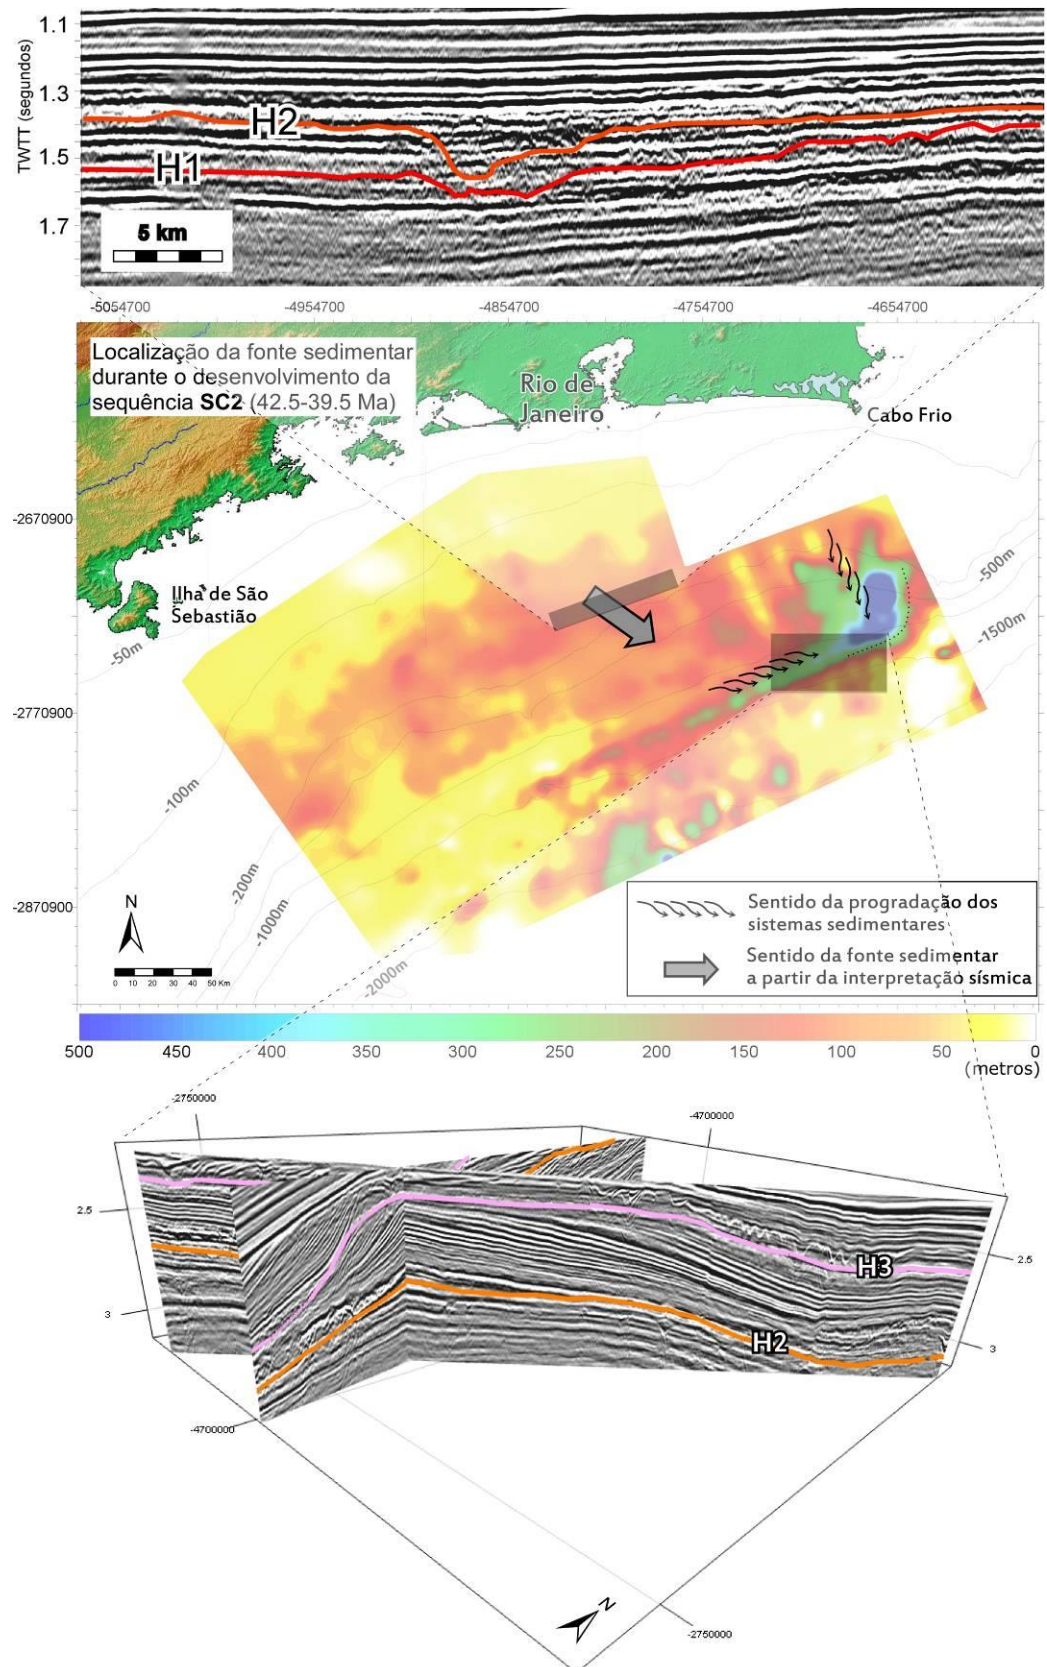 1.1
1.3
1.5
1.7
TWTT (segundos)
H2
H1
5 km
-5054700 -4954700 -4854700 -4754700 -4654700
Localização da fonte sedimentar
durante o desenvolvimento da
sequência SC2 (42.5-39.5 Ma)
Rio de
Janeiro
Cabo Frio
-2670900
Ilha de São
Sebastião
-50m
-500m
-1500m
-2770900
-100m
-200m
-1000m
-2000m
-2870900
N
0 10 20 30 40 50 Km
Sentido da progradação dos
sistemas sedimentares
Sentido da fonte sedimentar
a partir da interpretação sísmica
500 450 400 350 300 250 200 150 100 50 0
(metros)
-2750000
-4700000
2.5
2.5
H3
3
H2
3
-4700000
N
-2750000